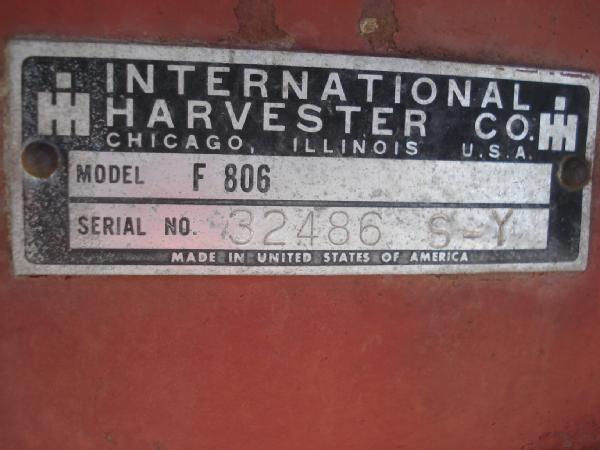 INTERNATIONAL
HARVESTER CO.
CHICAGO, ILLINOIS U.S.A.
MODEL F 806
SERIAL NO. 32486 S-Y
MADE IN UNITED STATES OF AMERICA